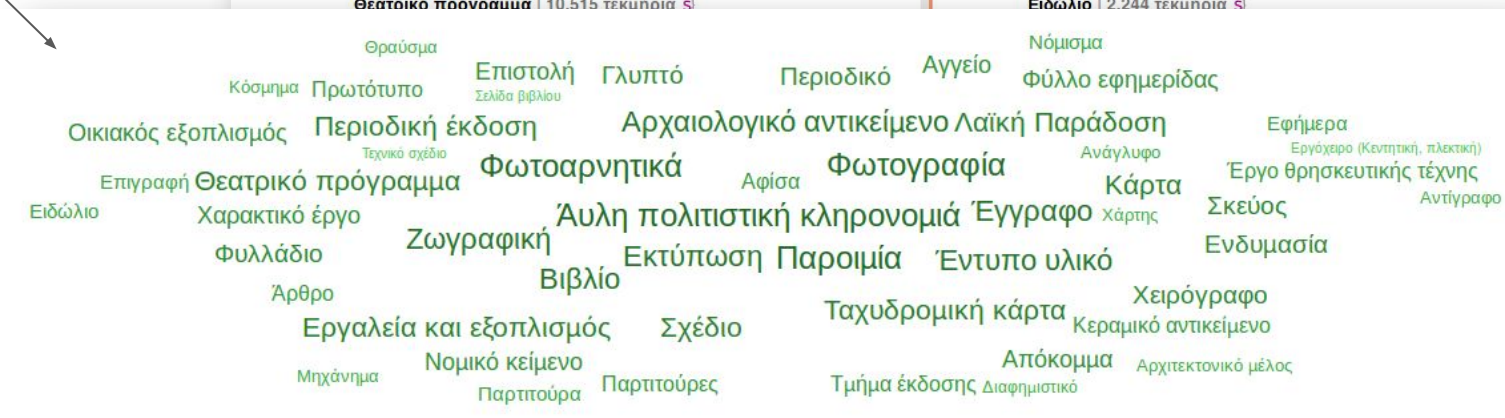 Θεατρικό πρόγραμμα | 10.515 τεκμήρια
Ειδώλιο | 2.244 τεκμήρια
Θραύσμα
Νόμισμα
Επιστολή
Γλυπτό
Περιοδικό
Αγγείο
Φύλλο εφημερίδας
Κόσμημα
Πρωτότυπο
Σελίδα βιβλίου
Οικιακός εξοπλισμός
Περιοδική έκδοση
Αρχαιολογικό αντικείμενο
Λαϊκή Παράδοση
Εφήμερα
Τεχνικό σχέδιο
Φωτοαρνητικά
Φωτογραφία
Ανάγλυφο
Εργόχειρο (Κεντητική, πλεκτική)
Επιγραφή
Θεατρικό πρόγραμμα
Αφίσα
Κάρτα
Έργο θρησκευτικής τέχνης
Ειδώλιο
Χαρακτικό έργο
Άυλη πολιτιστική κληρονομιά
Έγγραφο
Χάρτης
Σκεύος
Αντίγραφο
Φυλλάδιο
Ζωγραφική
Εκτύπωση
Παροιμία
Έντυπο υλικό
Ενδυμασία
Βιβλίο
Άρθρο
Ταχυδρομική κάρτα
Χειρόγραφο
Εργαλεία και εξοπλισμός
Σχέδιο
Κεραμικό αντικείμενο
Νομικό κείμενο
Απόκομμα
Αρχιτεκτονικό μέλος
Μηχάνημα
Παρτιτούρα
Παρτιτούρες
Τμήμα έκδοσης
Διαφημιστικό